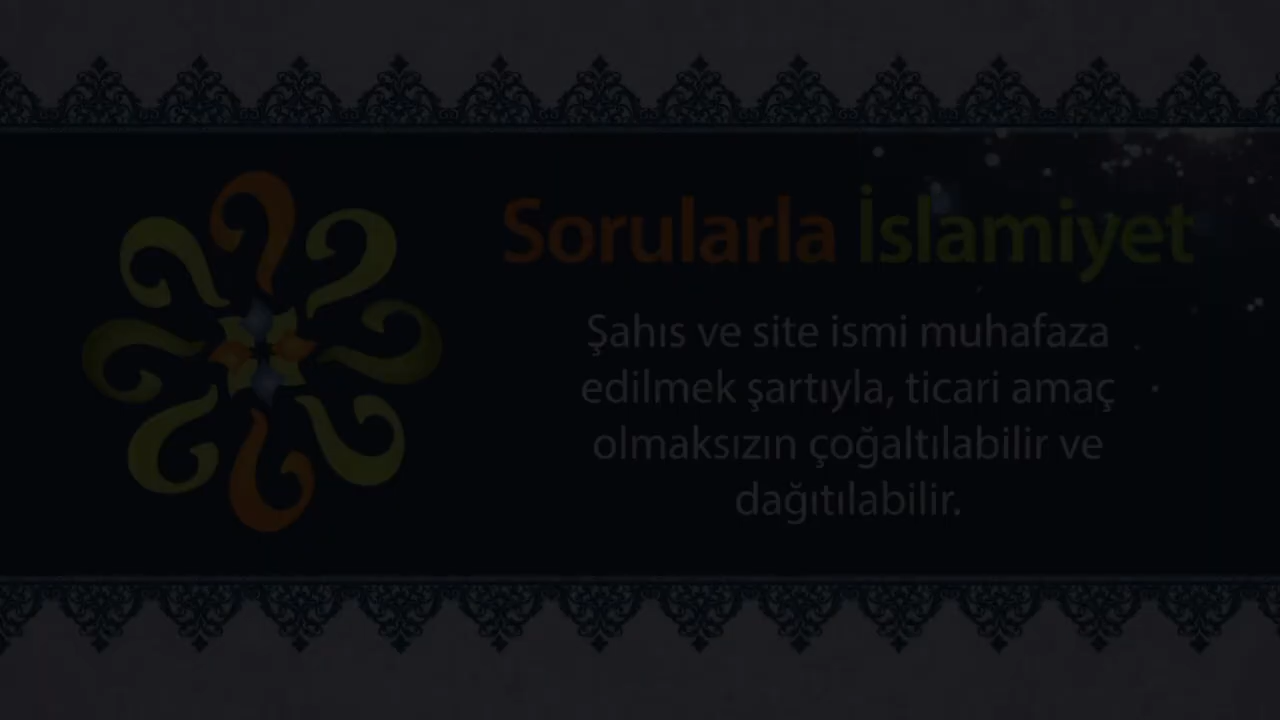 Sorularla İslamiyet
Şahıs ve site ismi muhafaza
edilmek şartıyla, ticari amaç
olmaksızın çoğaltılabilir ve
dağıtılabilir.